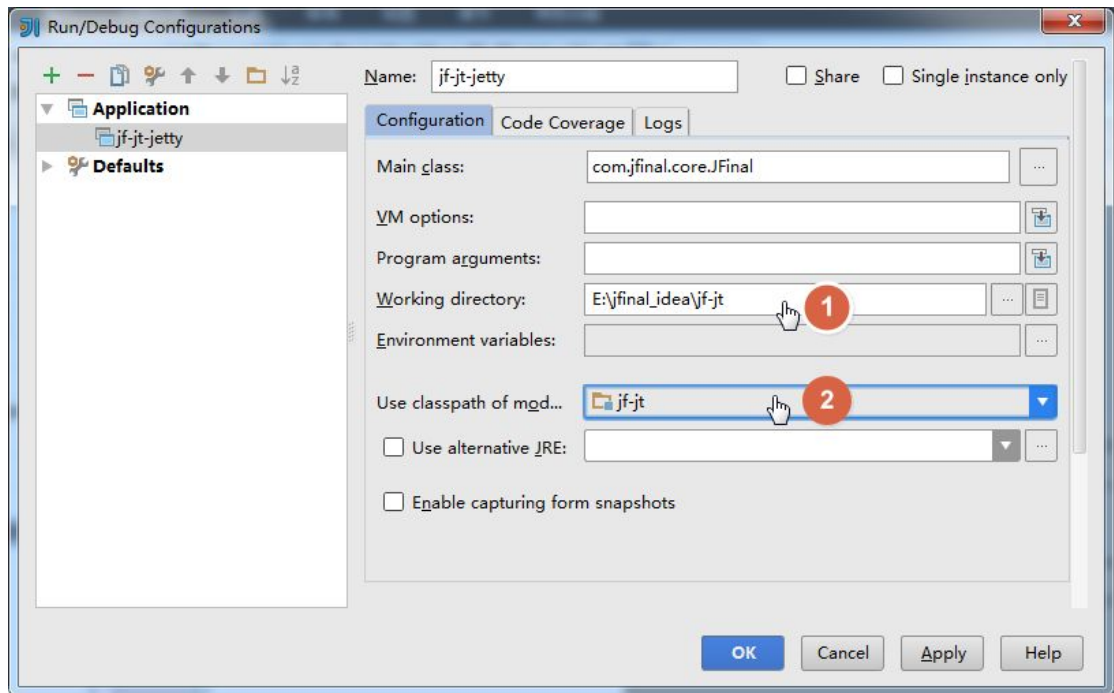 Run/Debug Configurations
Name: jf-jt-jetty Share Single instance only
Application
jf-jt-jetty
Defaults
Configuration Code Coverage Logs
Main class: com.jfinal.core.JFinal ...
VM options:
Program arguments:
Working directory: E:\jfinal_idea\jf-jt ... 1
Environment variables: ...
Use classpath of mod... jf-jt 2
Use alternative JRE: ...
Enable capturing form snapshots
OK Cancel Apply Help